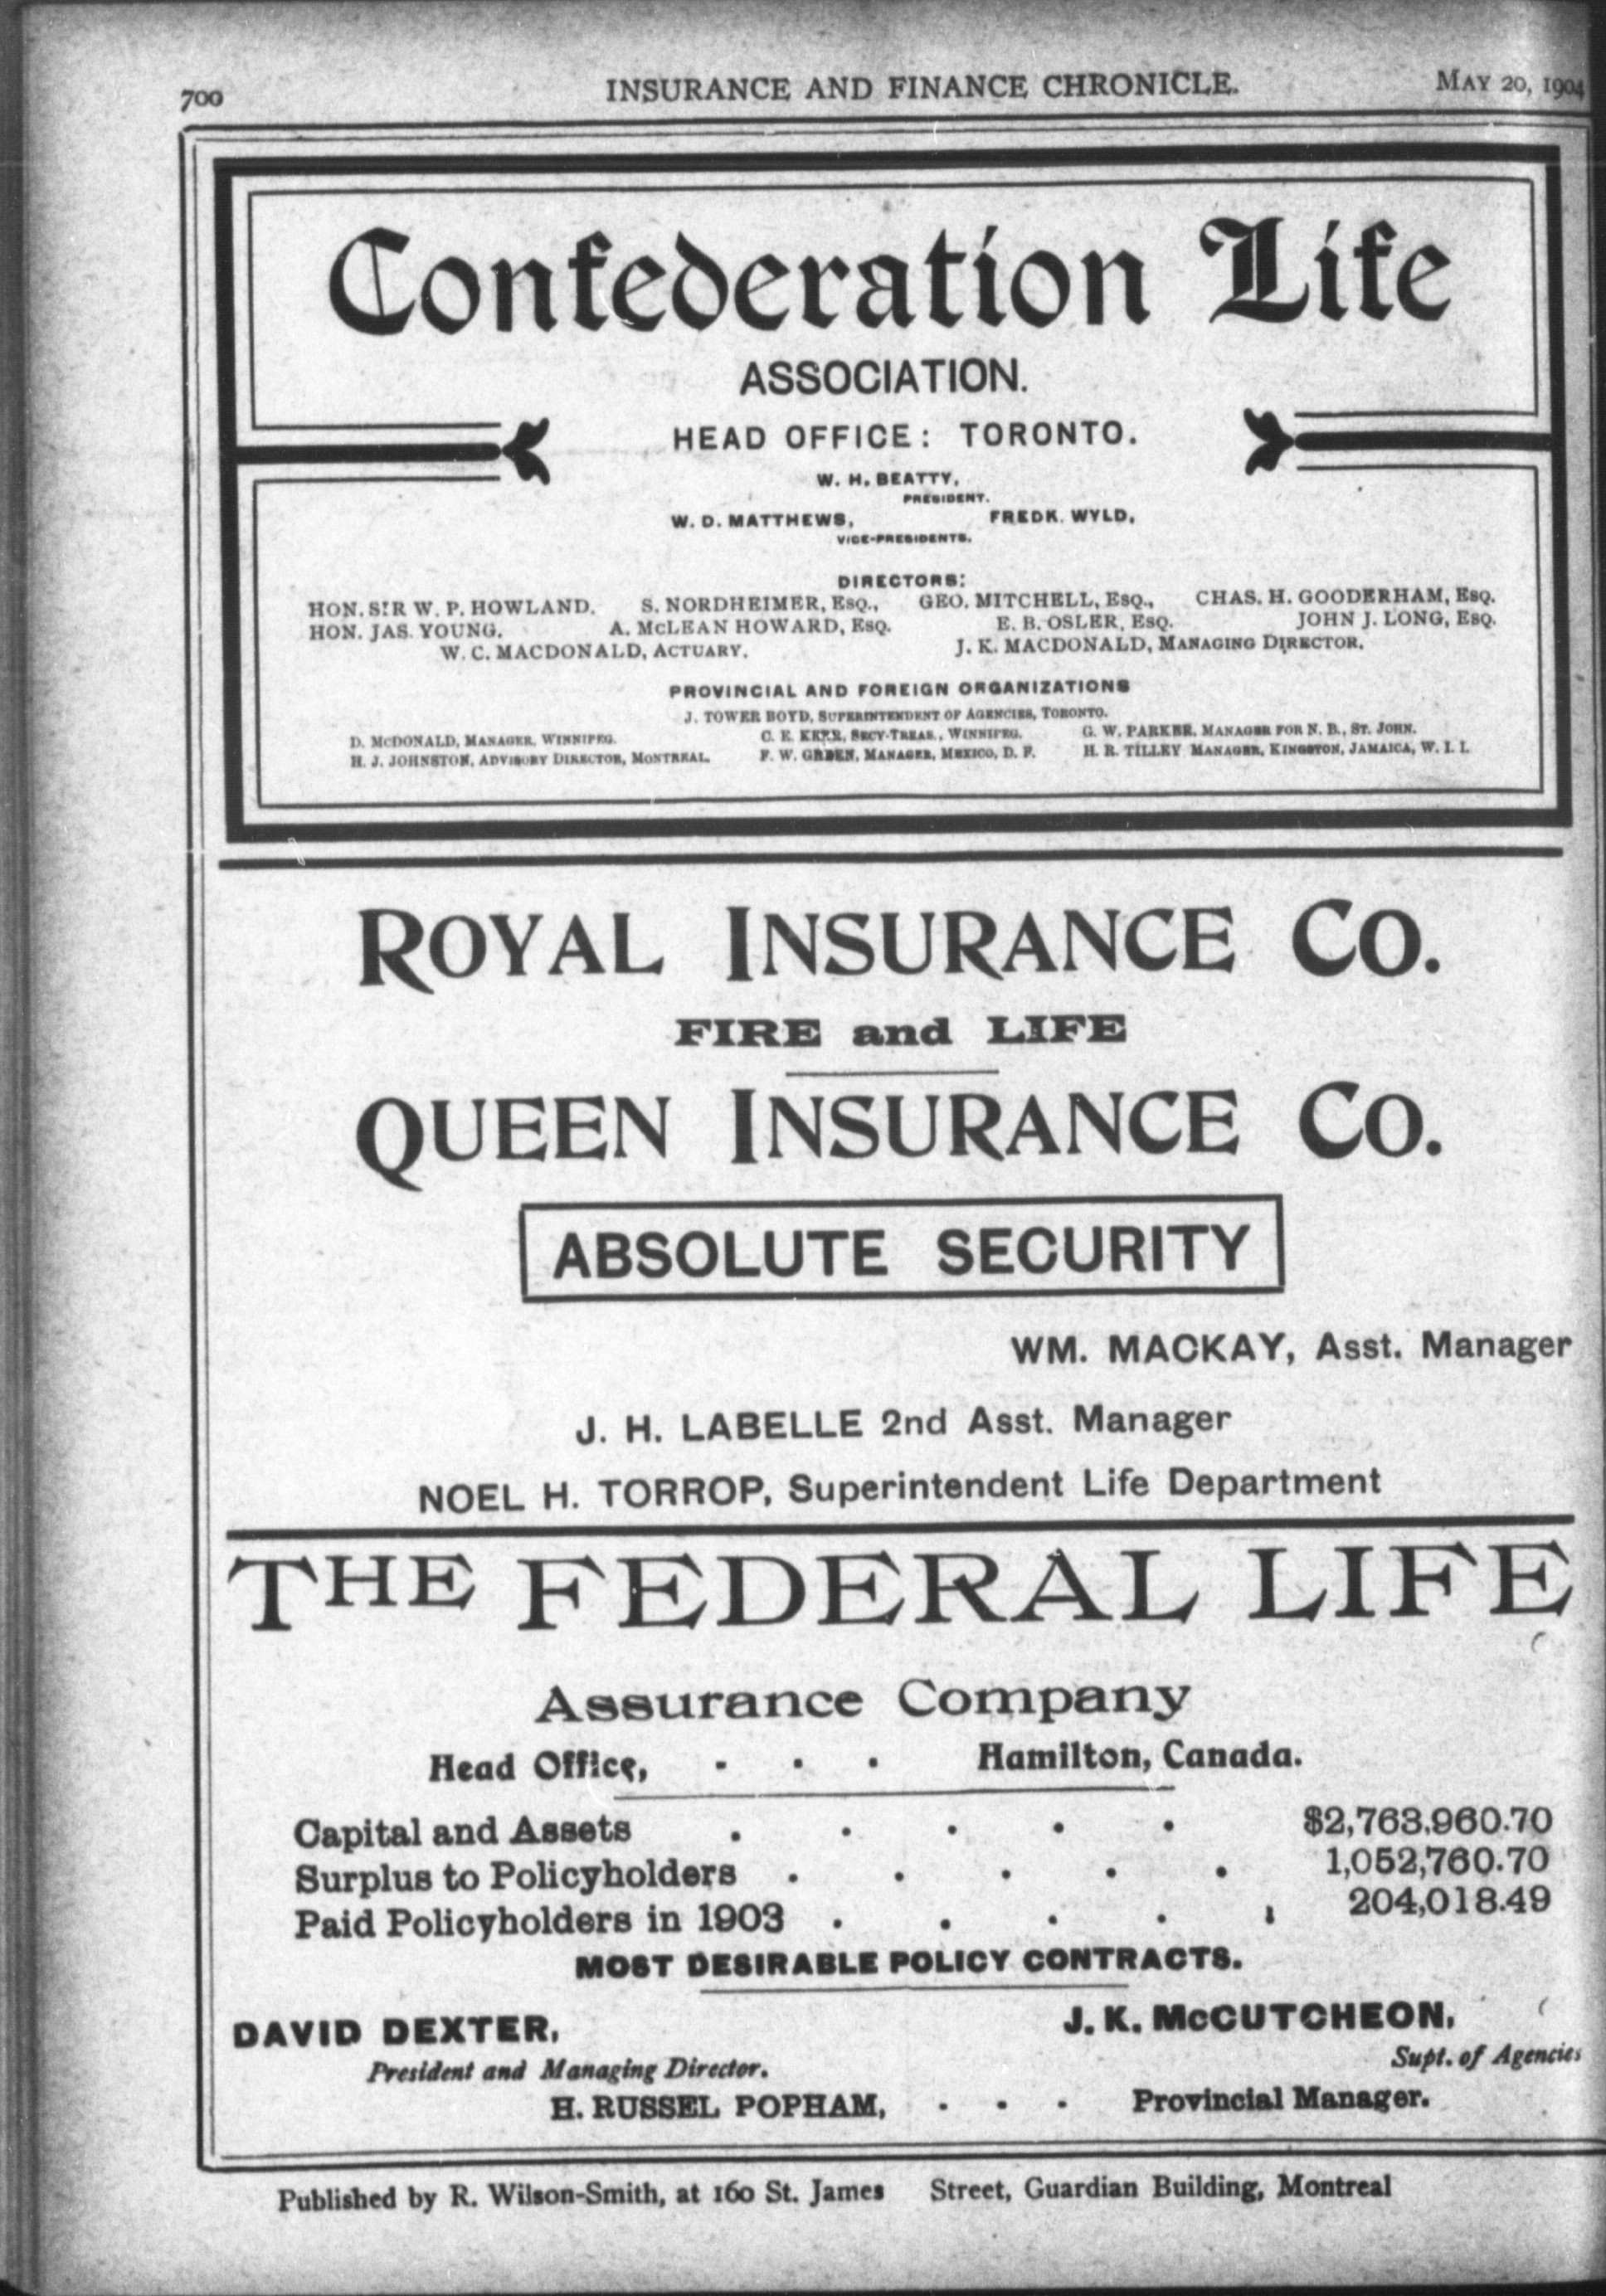 700 INSURANCE AND FINANCE CHRONICLE. MAY 20, 1904
Confederation Life
ASSOCIATION.
HEAD OFFICE: TORONTO.
W. H. BEATTY,
PRESIDENT.
W. D. MATTHEWS, FREDK. WYLD,
VICE-PRESIDENTS.
DIRECTORS:
HON. SIR W. P. HOWLAND. S. NORDHEIMER, ESQ., GEO. MITCHELL, ESQ., CHAS. H. GOODERHAM, ESQ.
HON. JAS. YOUNG. A. MCLEAN HOWARD, ESQ. E. B. OSLER, ESQ. JOHN J. LONG, ESQ.
W. C. MACDONALD, ACTUARY. J. K. MACDONALD, MANAGING DIRECTOR.
PROVINCIAL AND FOREIGN ORGANIZATIONS
J. TOWER BOYD, SUPERINTENDENT OF AGENCIES, TORONTO.
D. MCDONALD, MANAGER, WINNIPEG. C. E. KERR, SECY-TREAS., WINNIPEG. G. W. PARKER, MANAGER FOR N. B., ST. JOHN.
H. J. JOHNSTON, ADVISORY DIRECTOR, MONTREAL. F. W. GREEN, MANAGER, MEXICO, D. F. H. R. TILLEY MANAGER, KINGSTON, JAMAICA, W. I. I.
ROYAL INSURANCE CO.
FIRE and LIFE
QUEEN INSURANCE CO.
ABSOLUTE SECURITY
WM. MACKAY, Asst. Manager
J. H. LABELLE 2nd Asst. Manager
NOEL H. TORROP, Superintendent Life Department
THE FEDERAL LIFE
Assurance Company
Head Office, - - - Hamilton, Canada.
Capital and Assets . . . . . $2,763,960.70
Surplus to Policyholders . . . . . 1,052,760.70
Paid Policyholders in 1903 . . . . . 204,018.49
MOST DESIRABLE POLICY CONTRACTS.
DAVID DEXTER, J. K. McCUTCHEON,
President and Managing Director. Supt. of Agencies
H. RUSSEL POPHAM, - - - Provincial Manager.
Published by R. Wilson-Smith, at 160 St. James Street, Guardian Building, Montreal